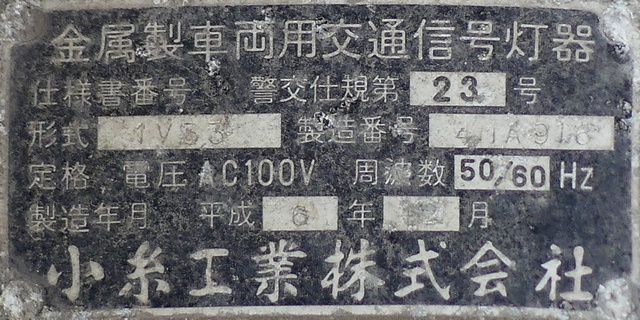 金属製車両用交通信号灯器
仕様書番号 警交仕規第 23 号
形式 1V53 製造番号
定格, 電圧 AC100V 周波数 50/60 Hz
製造年月 平成 6 年 月
小糸工業株式会社